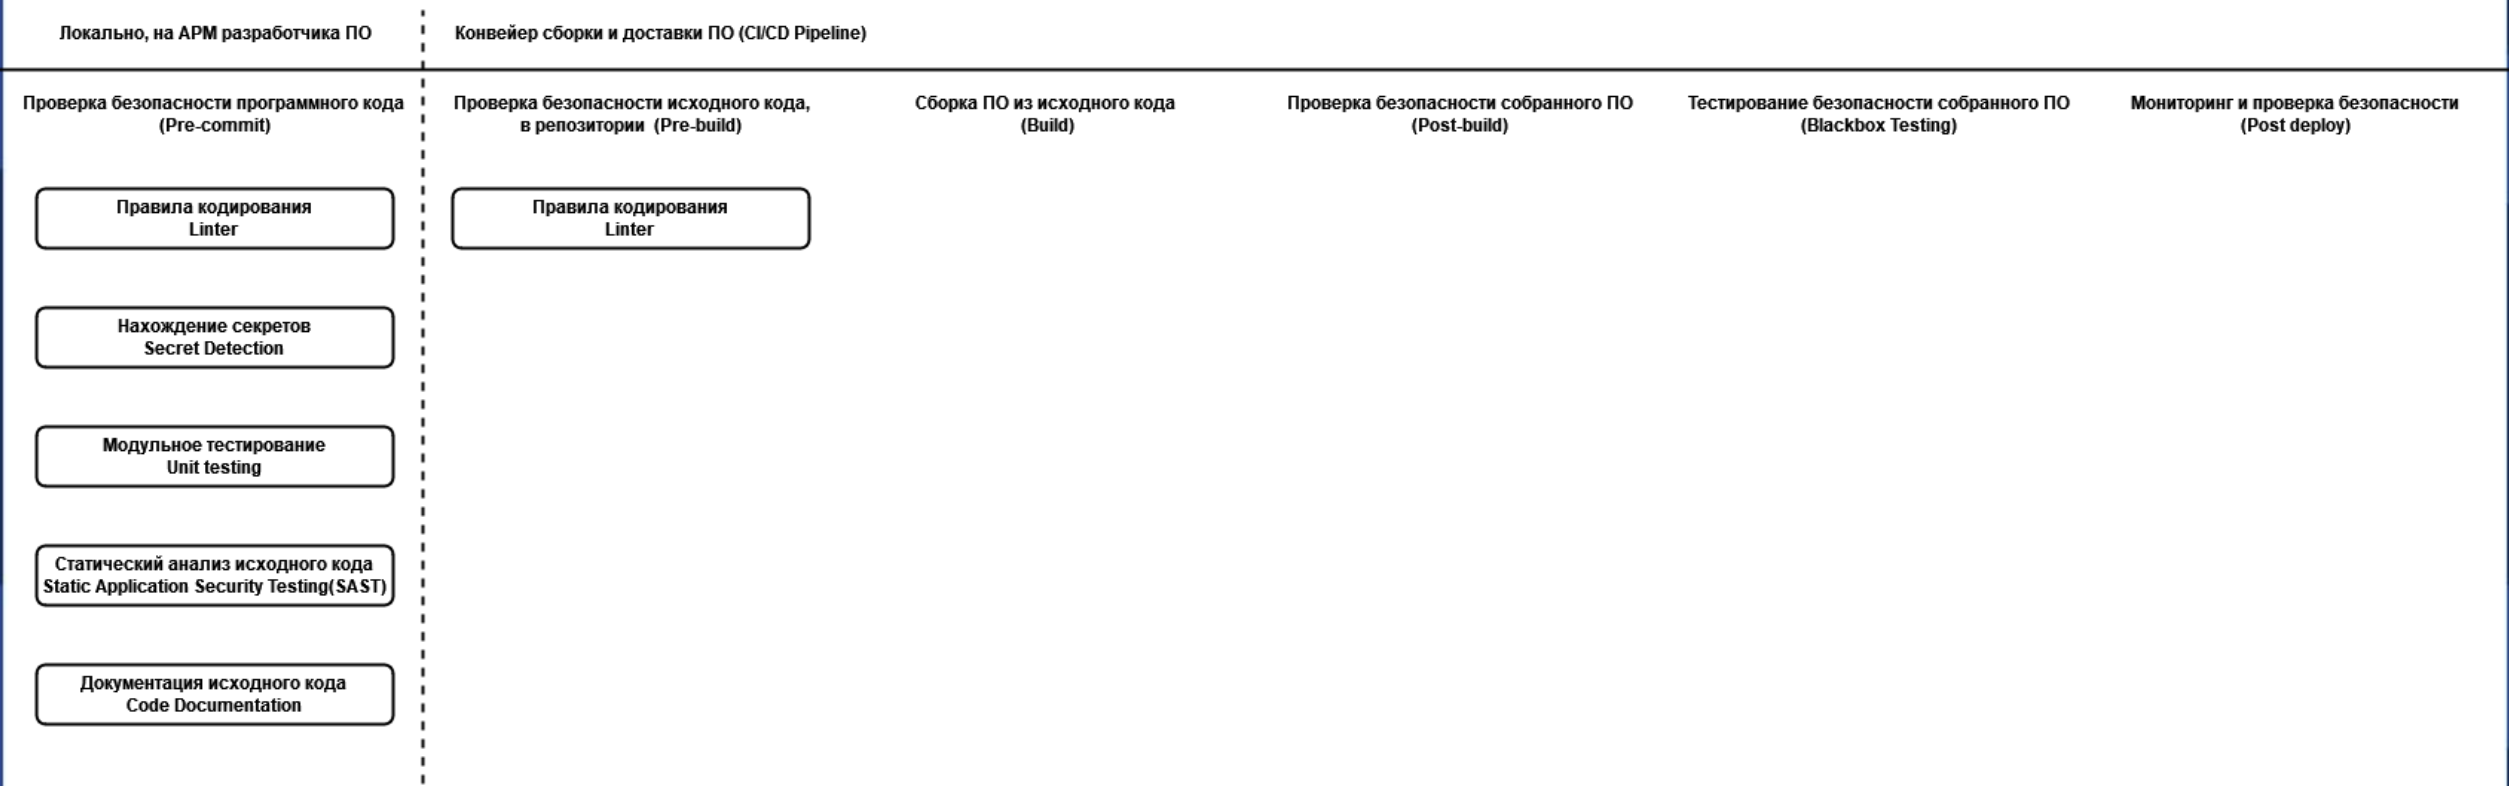 Локально, на АРМ разработчика ПО
Конвейер сборки и доставки ПО (CI/CD Pipeline)
Проверка безопасности программного кода
(Pre-commit)
Проверка безопасности исходного кода,
в репозитории (Pre-build)
Сборка ПО из исходного кода
(Build)
Проверка безопасности собранного ПО
(Post-build)
Тестирование безопасности собранного ПО
(Blackbox Testing)
Мониторинг и проверка безопасности
(Post deploy)
Правила кодирования
Linter
Правила кодирования
Linter
Нахождение секретов
Secret Detection
Модульное тестирование
Unit testing
Статический анализ исходного кода
Static Application Security Testing(SAST)
Документация исходного кода
Code Documentation